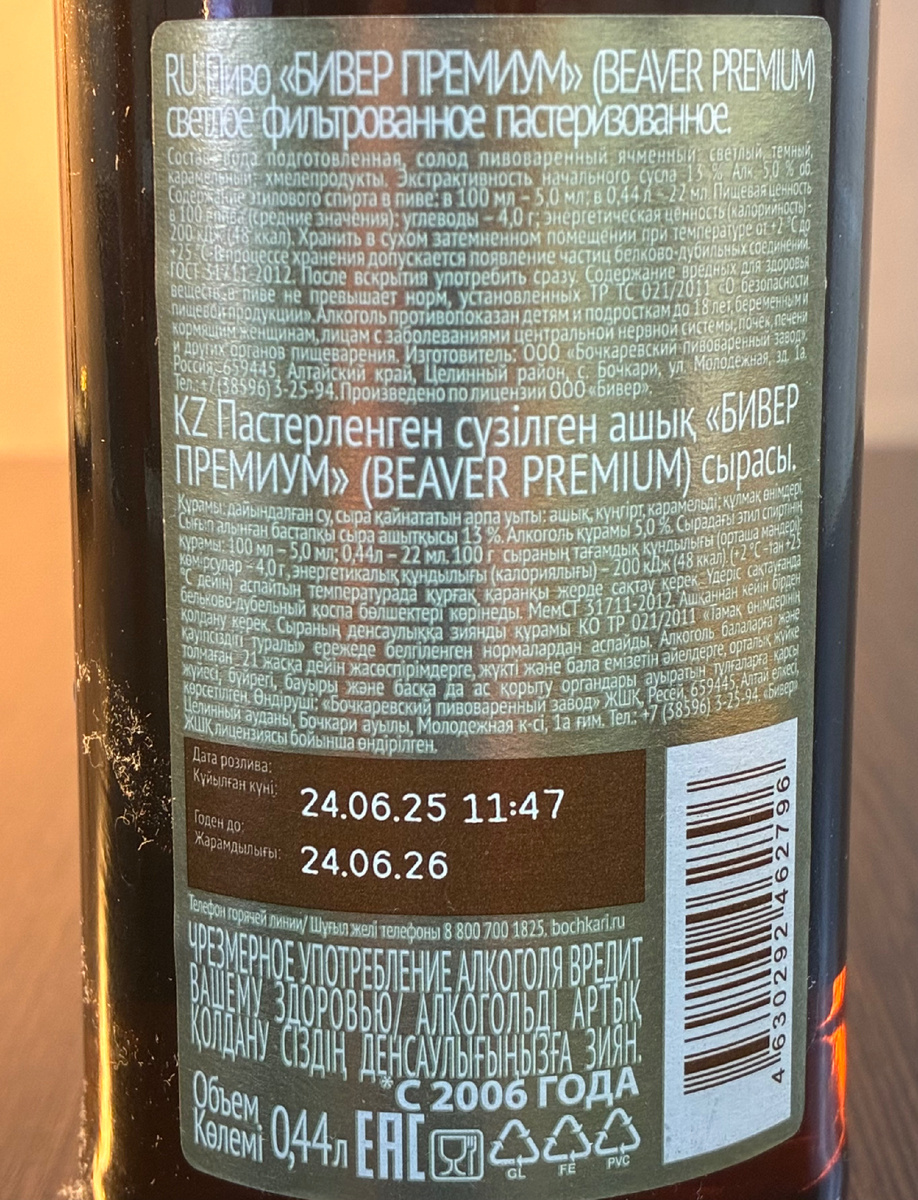 RU Пиво «БИВЕР ПРЕМИУМ» (BEAVER PREMIUM)
светлое фильтрованное пастеризованное.
Состав: вода подготовленная, солод пивоваренный ячменный: светлый, темный,
карамельный; хмелепродукты. Экстрактивность начального сусла 13 %. Алк. 5,0 % об.
Содержание этилового спирта в пиве: в 100 мл – 5,0 мл; в 0,44 л – 22 мл. Пищевая ценность
в 100 г пива (средние значения): углеводы – 4,0 г; энергетическая ценность (калорийность) -
200 кДж (48 ккал). Хранить в сухом затемненном помещении при температуре от +2 °С до
+25 °С. В процессе хранения допускается появление частиц белково-дубильных соединений.
ГОСТ 31711-2012. После вскрытия употребить сразу. Содержание вредных для здоровья
веществ в пиве не превышает норм, установленных ТР ТС 021/2011 «О безопасности
пищевой продукции». Алкоголь противопоказан детям и подросткам до 18 лет, беременным и
кормящим женщинам, лицам с заболеваниями центральной нервной системы, почек, печени
и других органов пищеварения. Изготовитель: ООО «Бочкаревский пивоваренный завод»,
Россия, 659445, Алтайский край, Целинный район, с. Бочкари, ул. Молодежная, зд. 1а.
Тел.: +7 (38596) 3-25-94. Произведено по лицензии ООО «Бивер».
KZ Пастерленген сүзілген ашық «БИВЕР
ПРЕМИУМ» (BEAVER PREMIUM) сырасы.
Құрамы: дайындалған су, сыра қайнататын арпа уыты: ашық, күңгірт, карамельді; құлмақ өнімдері.
Сығып алынған бастапқы сыра ашытқысы 13 %. Алкоголь құрамы 5,0 %. Сырадағы этил спиртінің
құрамы: 100 мл – 5,0 мл; 0,44л – 22 мл. 100 г сыраның тағамдық құндылығы (орташа мәндері):
көмірсулар – 4,0 г, энергетикалық құндылығы (калориялығы) – 200 кДж (48 ккал). (+2 °С -тан +25
°С дейін) аспайтын температурада құрғақ, қараңқы жерде сақтау керек. Үдеріс сақтағанда
бельково-дубельный қоспа бөлшектері көрінеді. МемСТ 31711-2012. Ашқаннан кейін бірден
қолдану керек. Сыраның денсаулыққа зиянды құрамы КО ТР 021/2011 «Тамақ өнімдерінің
қауіпсіздігі туралы» ережеде белгіленген нормалардан аспайды. Алкоголь балаларға және
толмаған 21 жасқа дейін жасөспірімдерге, жүкті және бала емізетін әйелдерге, орталық жүйке
жүйесі, бүйрегі, бауыры және басқа да ас қорыту органдары ауыратын тұлғаларға қарсы
көрсетілген. Өндіруші: «Бочкаревский пивоваренный завод» ЖШҚ, Ресей, 659445, Алтай өлкесі,
Целинный ауданы, Бочкари ауылы, Молодежная к-сі, 1а ғим. Тел: +7 (38596) 3-25-94. «Бивер»
ЖШҚ лицензиясы бойынша өндірілген.
Дата розлива:
Құйылған күні:
24.06.25 11:47
Годен до:
Жарамдылығы:
24.06.26
Телефон горячей линии/ Шұғыл желі телефоны 8 800 700 1825, bochkari.ru
ЧРЕЗМЕРНОЕ УПОТРЕБЛЕНИЕ АЛКОГОЛЯ ВРЕДИТ
ВАШЕМУ ЗДОРОВЬЮ/ АЛКОГОЛЬДІ АРТЫҚ
ҚОЛДАНУ СІЗДІҢ ДЕНСАУЛЫҒЫҢЫЗҒА ЗИЯН.
*С 2006 ГОДА
Объем
Көлемі 0,44 л EAC
GL FE PVC
4 630292 462796